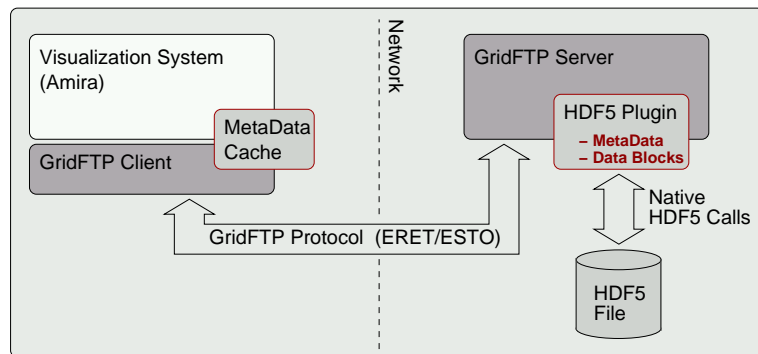 Visualization System
(Amira)
MetaData
Cache
GridFTP Client
Network
GridFTP Server
HDF5 Plugin
– MetaData
– Data Blocks
Native
HDF5 Calls
GridFTP Protocol (ERET/ESTO)
HDF5
File